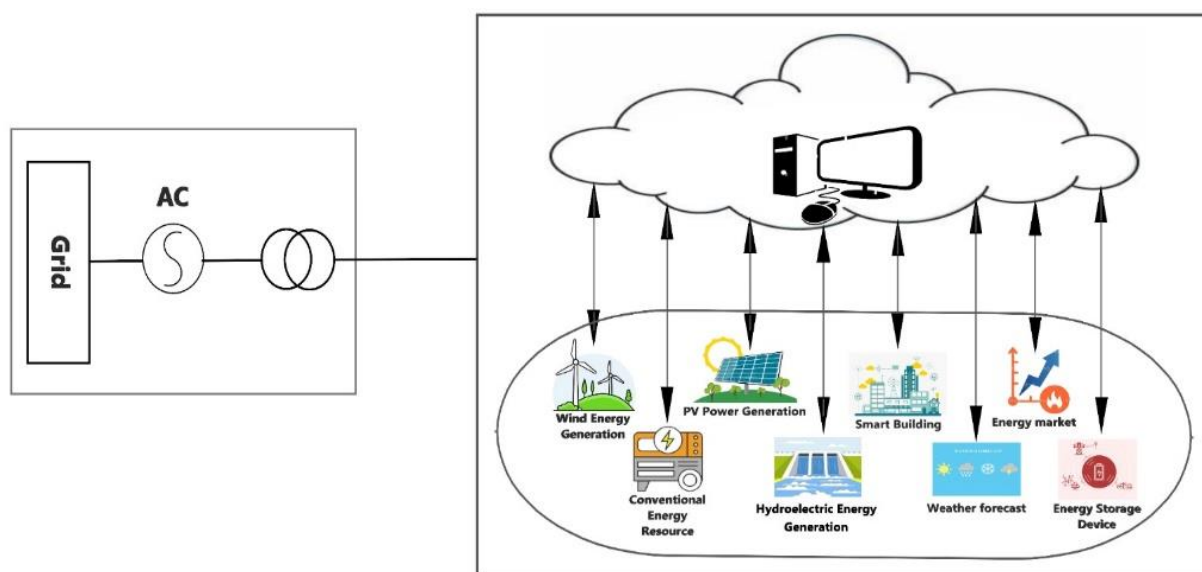 Grid
AC
Wind Energy
Generation
PV Power Generation
Smart Building
Energy market
Conventional
Energy
Resource
Hydroelectric Energy
Generation
Weather forecast
Energy Storage
Device